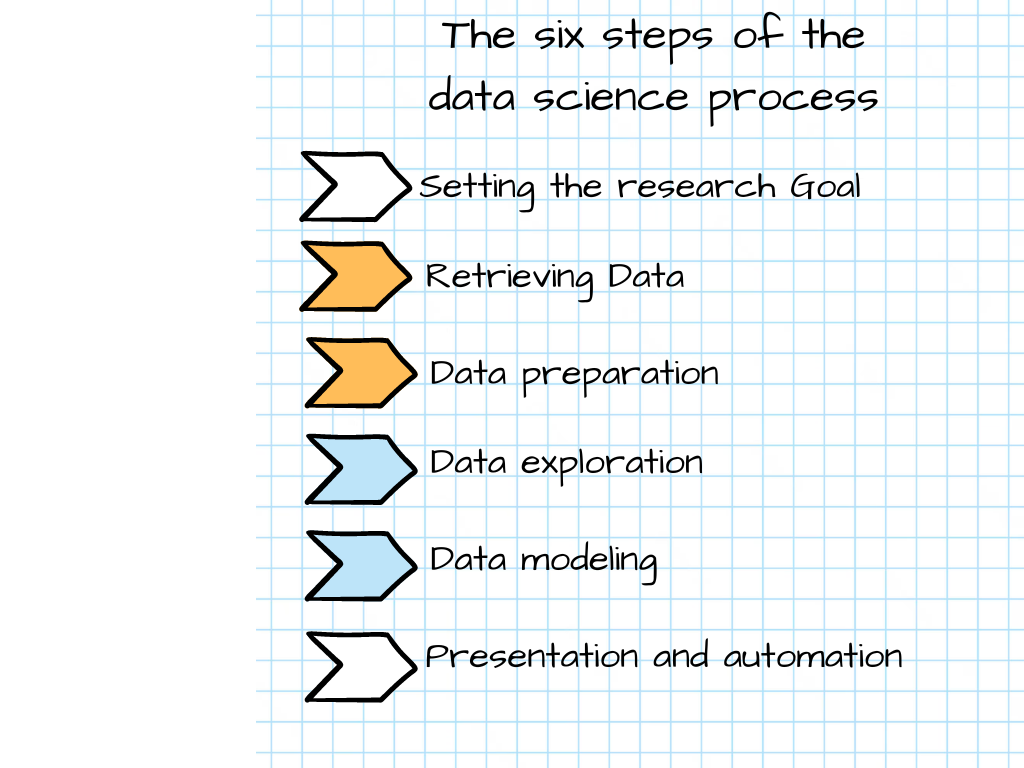 The six steps of the
data science process
Setting the research Goal
Retrieving Data
Data preparation
Data exploration
Data modeling
Presentation and automation